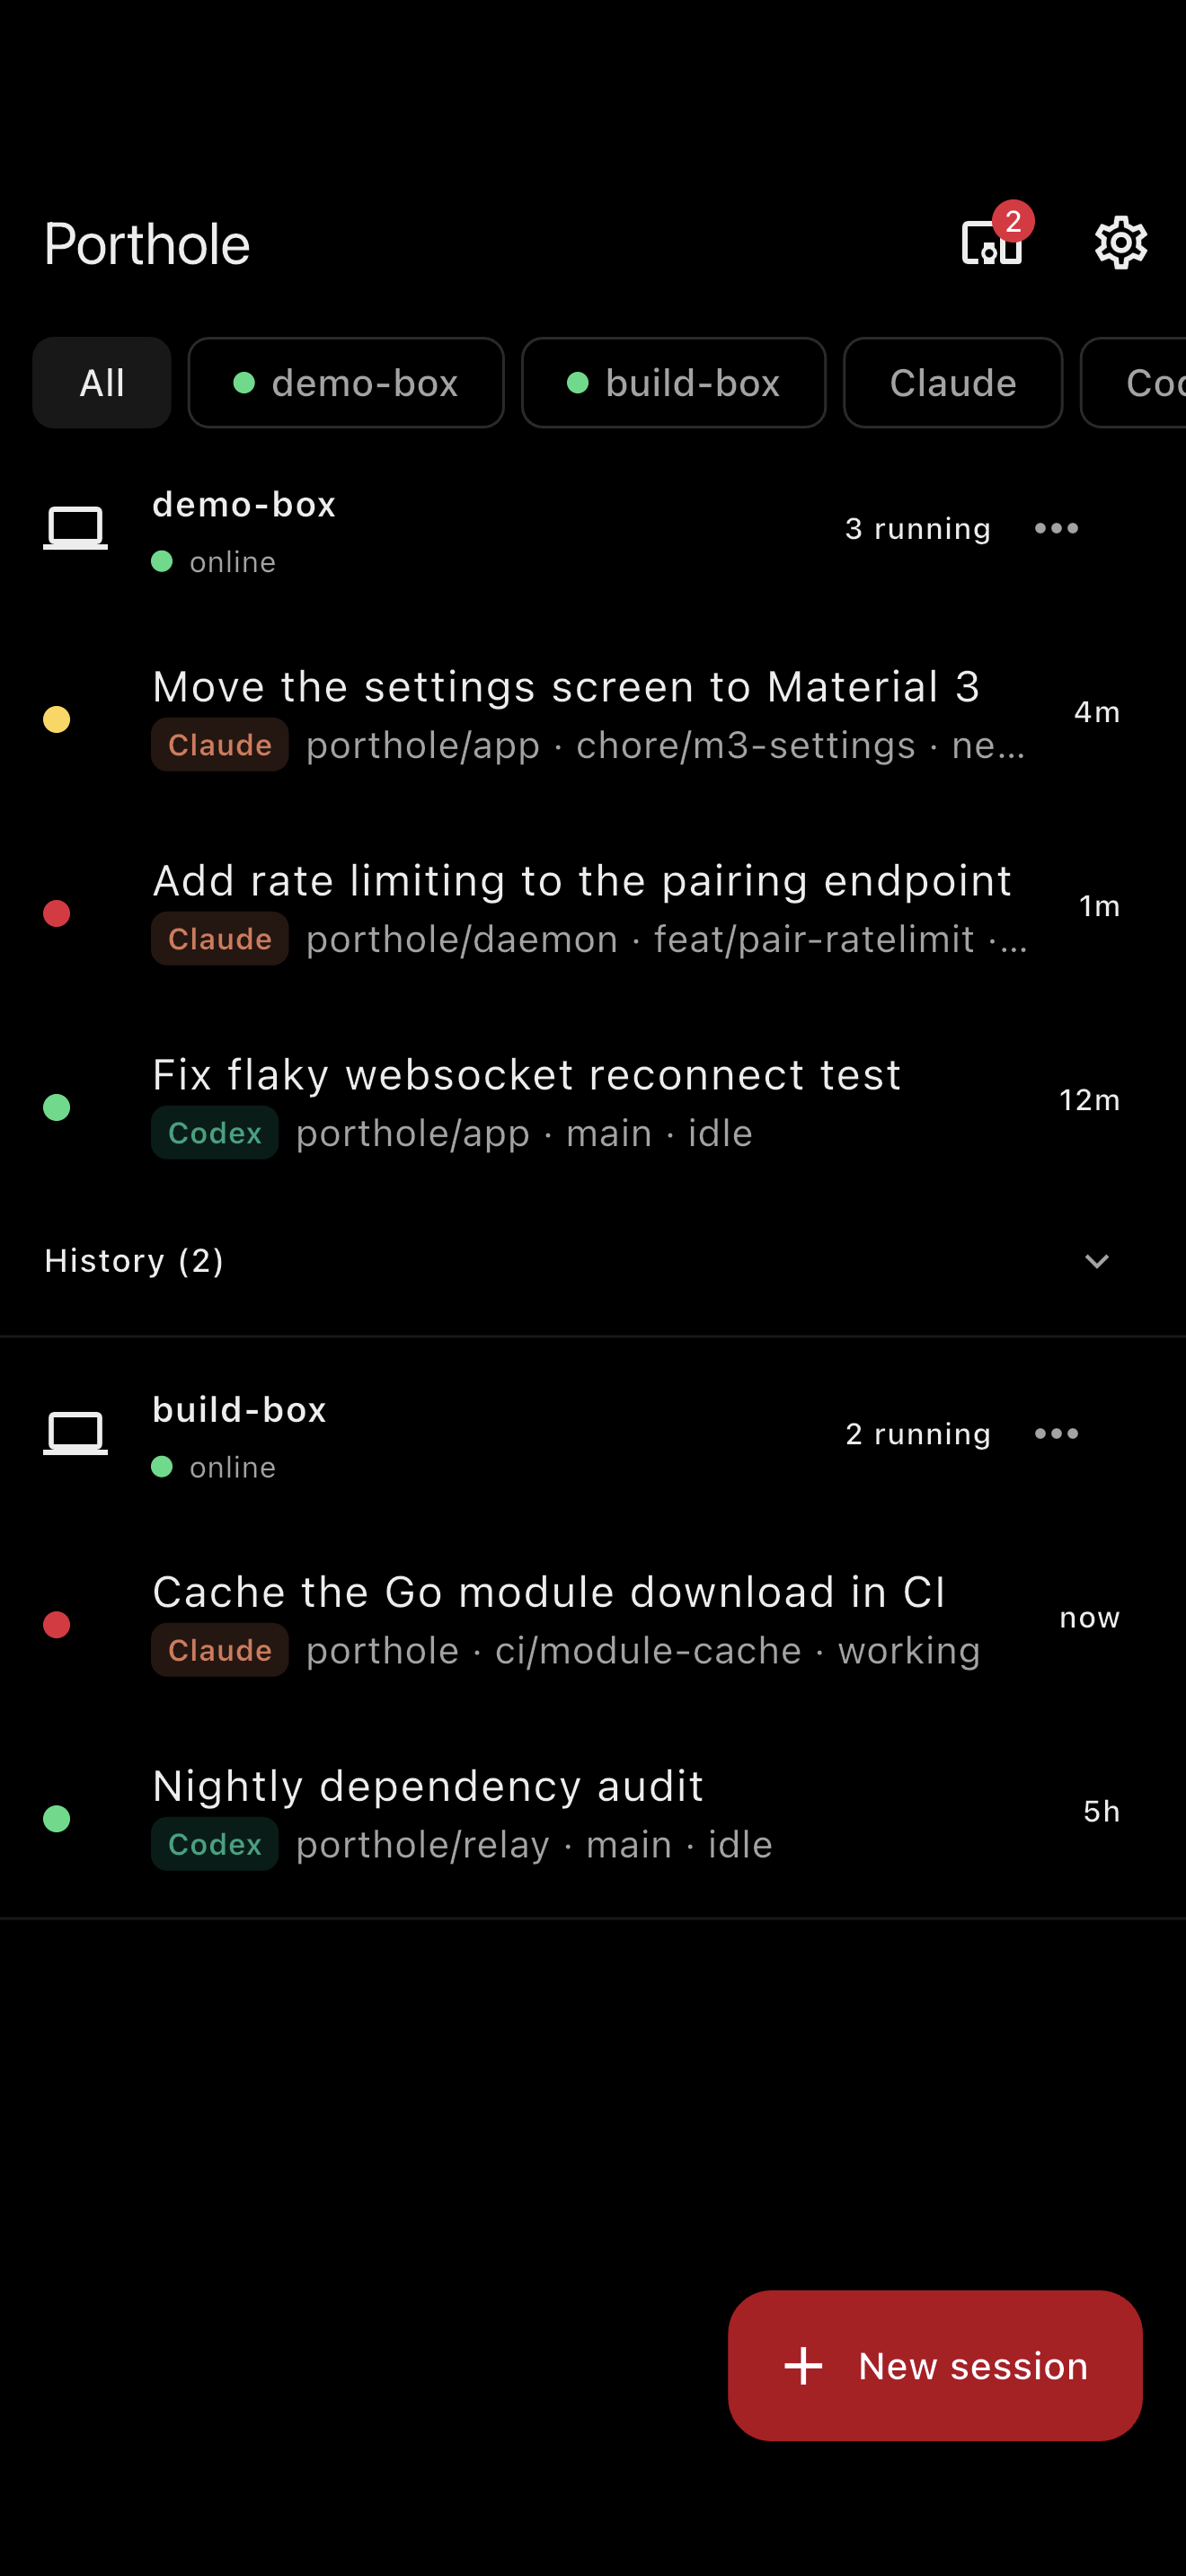 Porthole
2
All
demo-box
build-box
Claude
Coc
demo-box
3 running
online
Move the settings screen to Material 3
4m
Claude porthole/app · chore/m3-settings · ne...
Add rate limiting to the pairing endpoint
1m
Claude porthole/daemon · feat/pair-ratelimit ·...
Fix flaky websocket reconnect test
12m
Codex porthole/app · main · idle
History (2)
build-box
2 running
online
Cache the Go module download in CI
now
Claude porthole · ci/module-cache · working
Nightly dependency audit
5h
Codex porthole/relay · main · idle
New session